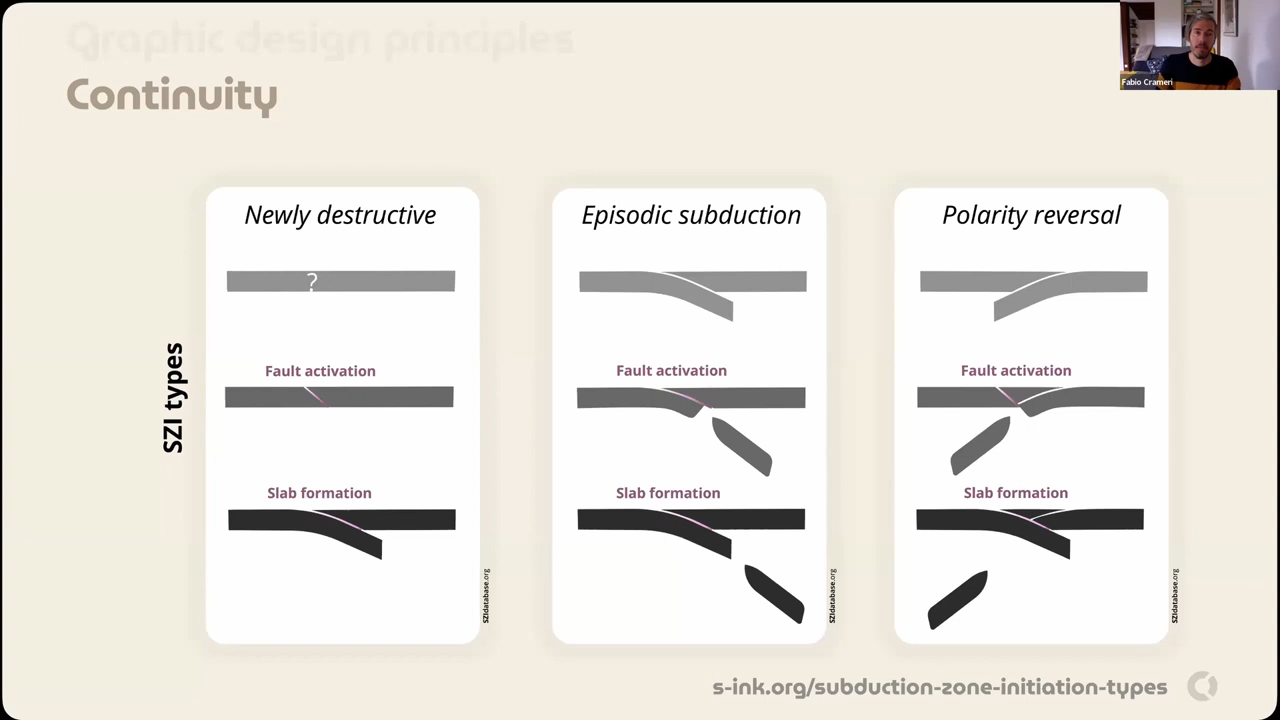 Graphic design principles
Continuity
Fabio Crameri
SZI types
Newly destructive
?
Fault activation
Slab formation
SZIdatabase.org
Episodic subduction
Fault activation
Slab formation
SZIdatabase.org
Polarity reversal
Fault activation
Slab formation
SZIdatabase.org
s-ink.org/subduction-zone-initiation-types